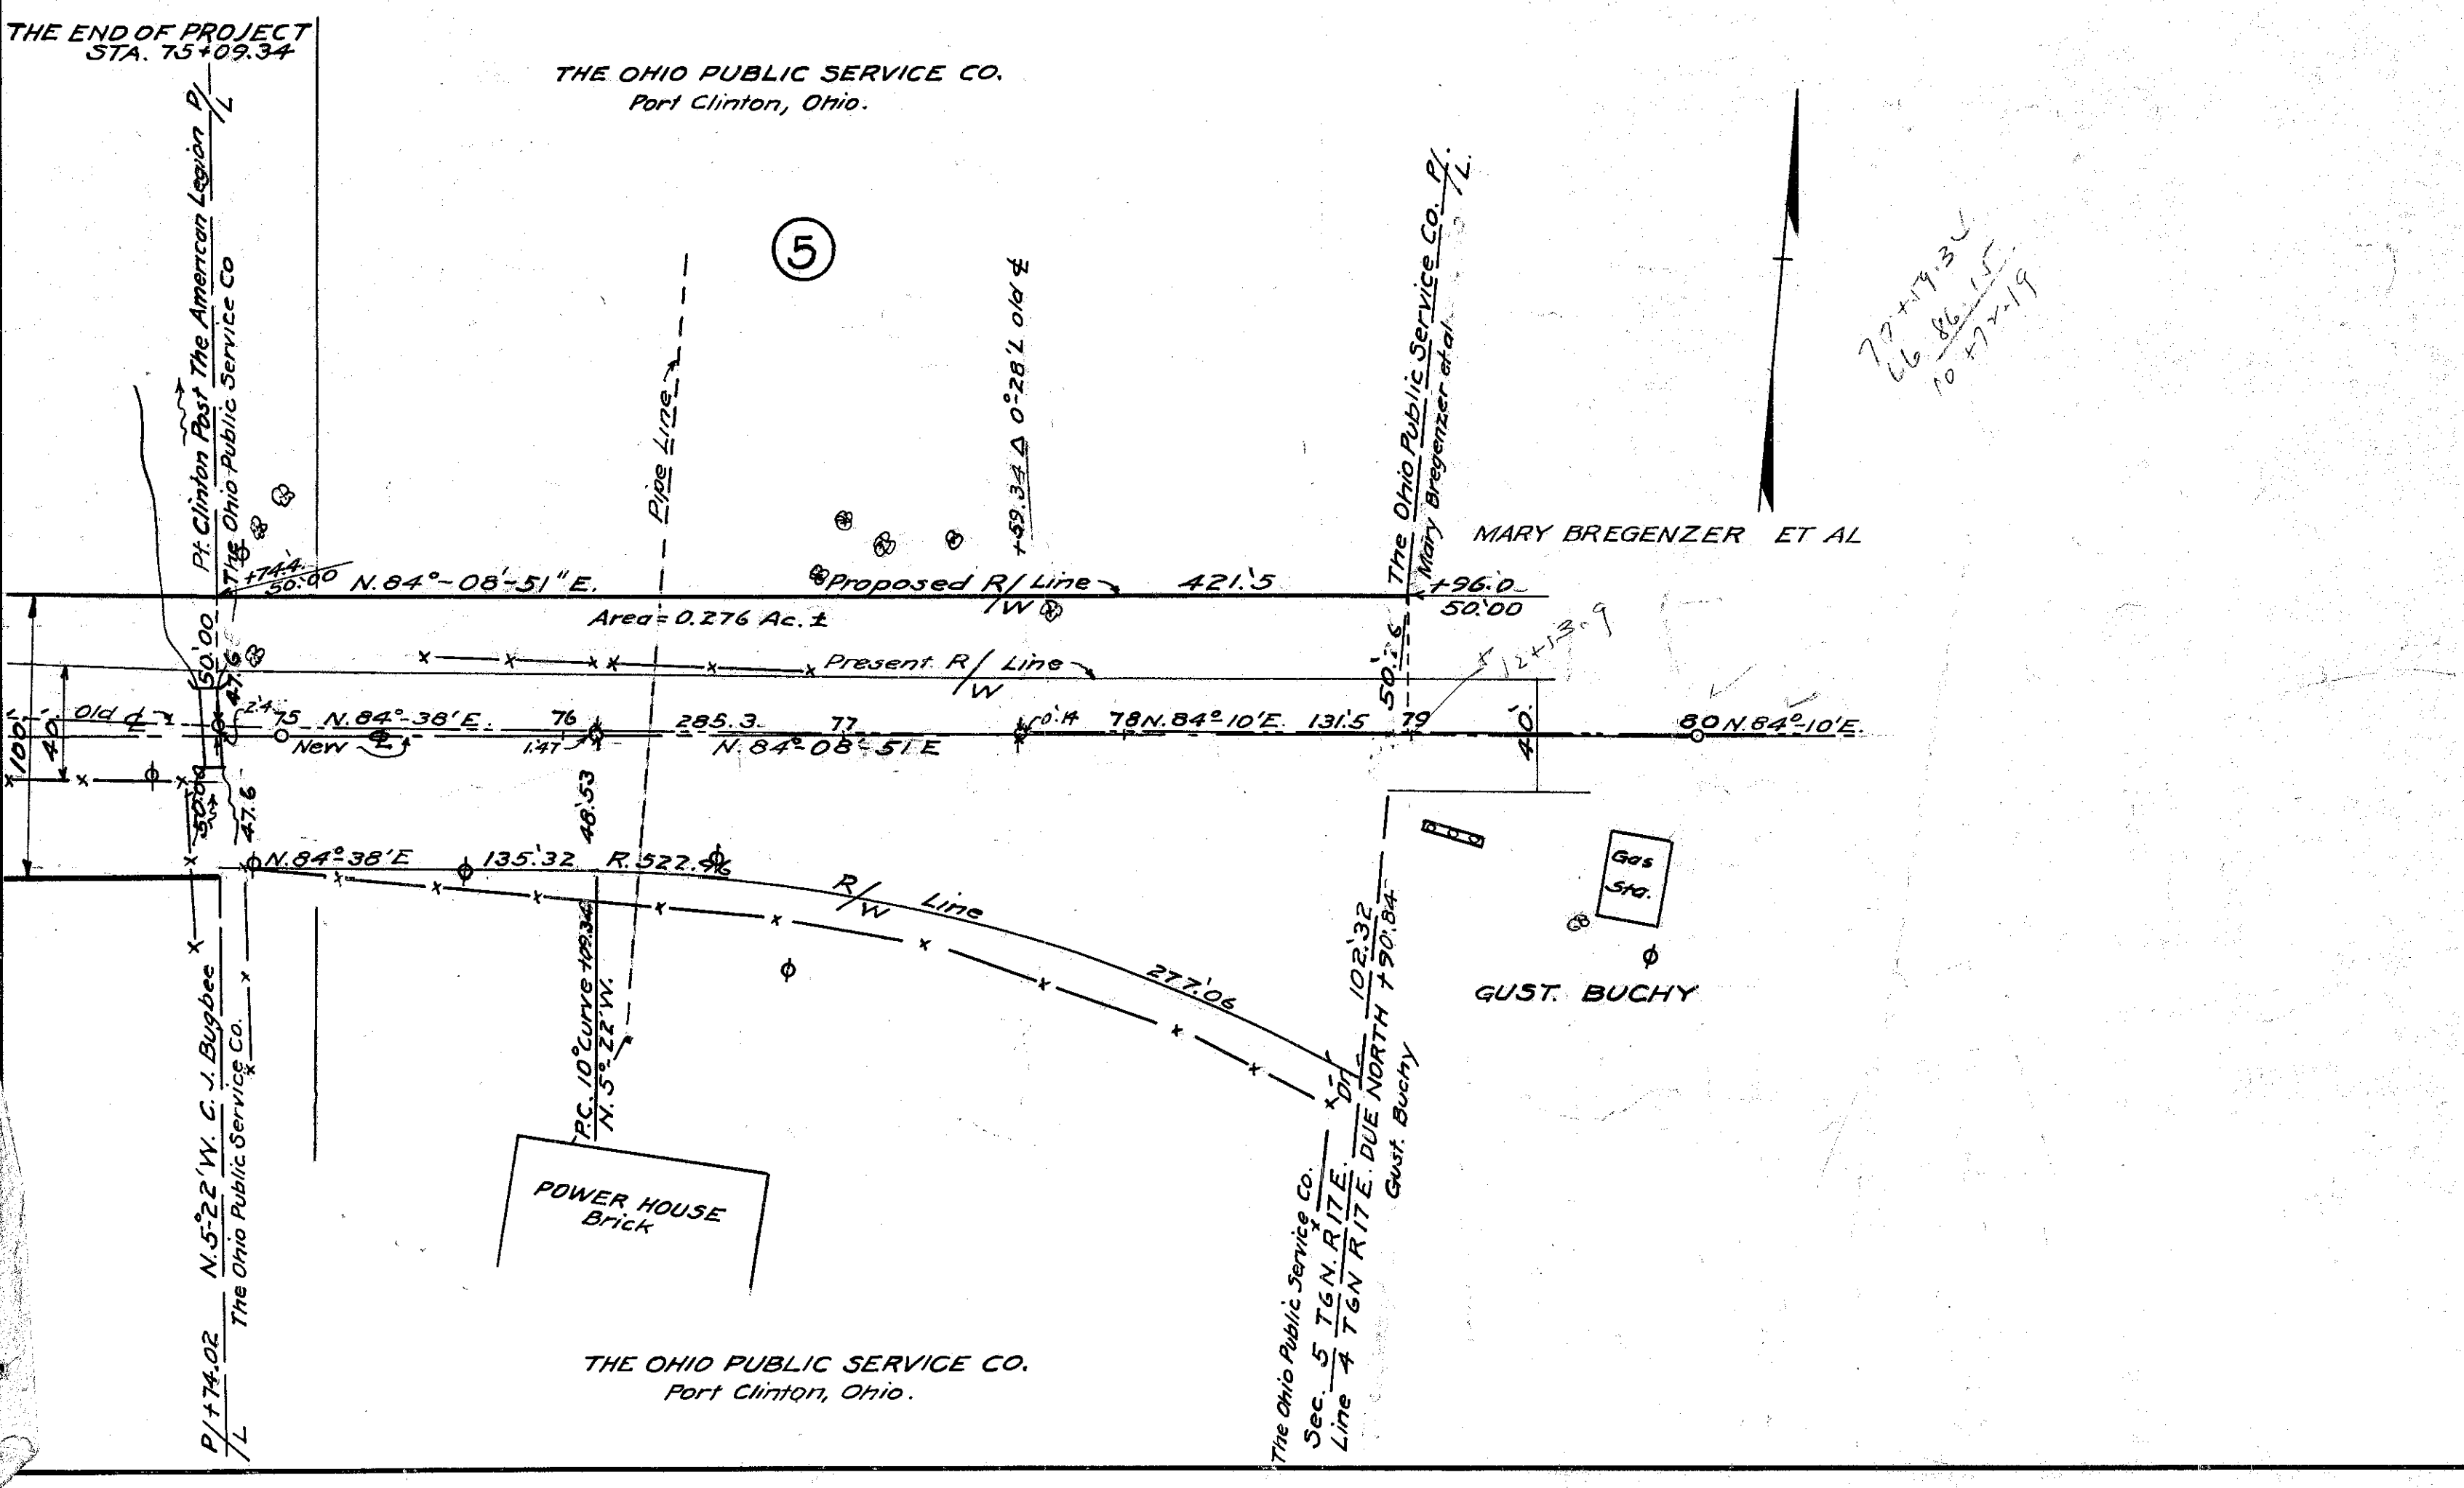 THE END OF PROJECT
STA. 75+09.34
THE OHIO PUBLIC SERVICE CO.
Port Clinton, Ohio.
Pt. Clinton Post The American Legion P/L
The Ohio Public Service Co
5
Pipe Line
+59.34 Δ 0°-28'L Old ℄
The Ohio Public Service Co. P/L.
Mary Bregenzer et al
MARY BREGENZER ET AL
+74.4
50.'00
N. 84°-08'-51" E.
Proposed R/W Line
421.'5
+96.0
50.'00
Area = 0.276 Ac. ±
50.'00
47.'6
Present R/W Line
50.'26
12+13.9
100.'
40'
Old ℄
2.'4
75
N. 84°-38'E.
76
285.3
77
0.'14
78
N. 84°-10'E.
131.'5
79
80
N. 84°-10'E.
New ℄
1.'47
N. 84°-08'-51" E
40.'
50.'00
47.'6
48.'53
N. 84°-38'E
135.'32
R. 522.96
R/W Line
277.'06
Gas
Sta.
GUST. BUCHY
P.C. 10° Curve +09.34
N. 5°-22' W.
POWER HOUSE
Brick
P/L +74.02 N. 5°-22' W. C. J. Bugbee
The Ohio Public Service Co.
The Ohio Public Service Co.
Sec. 5 T6N. R17E.
Line 4 T6N R17E. DUE NORTH +90.'84
102.'32
Dr.
Gust. Buchy
THE OHIO PUBLIC SERVICE CO.
Port Clinton, Ohio.